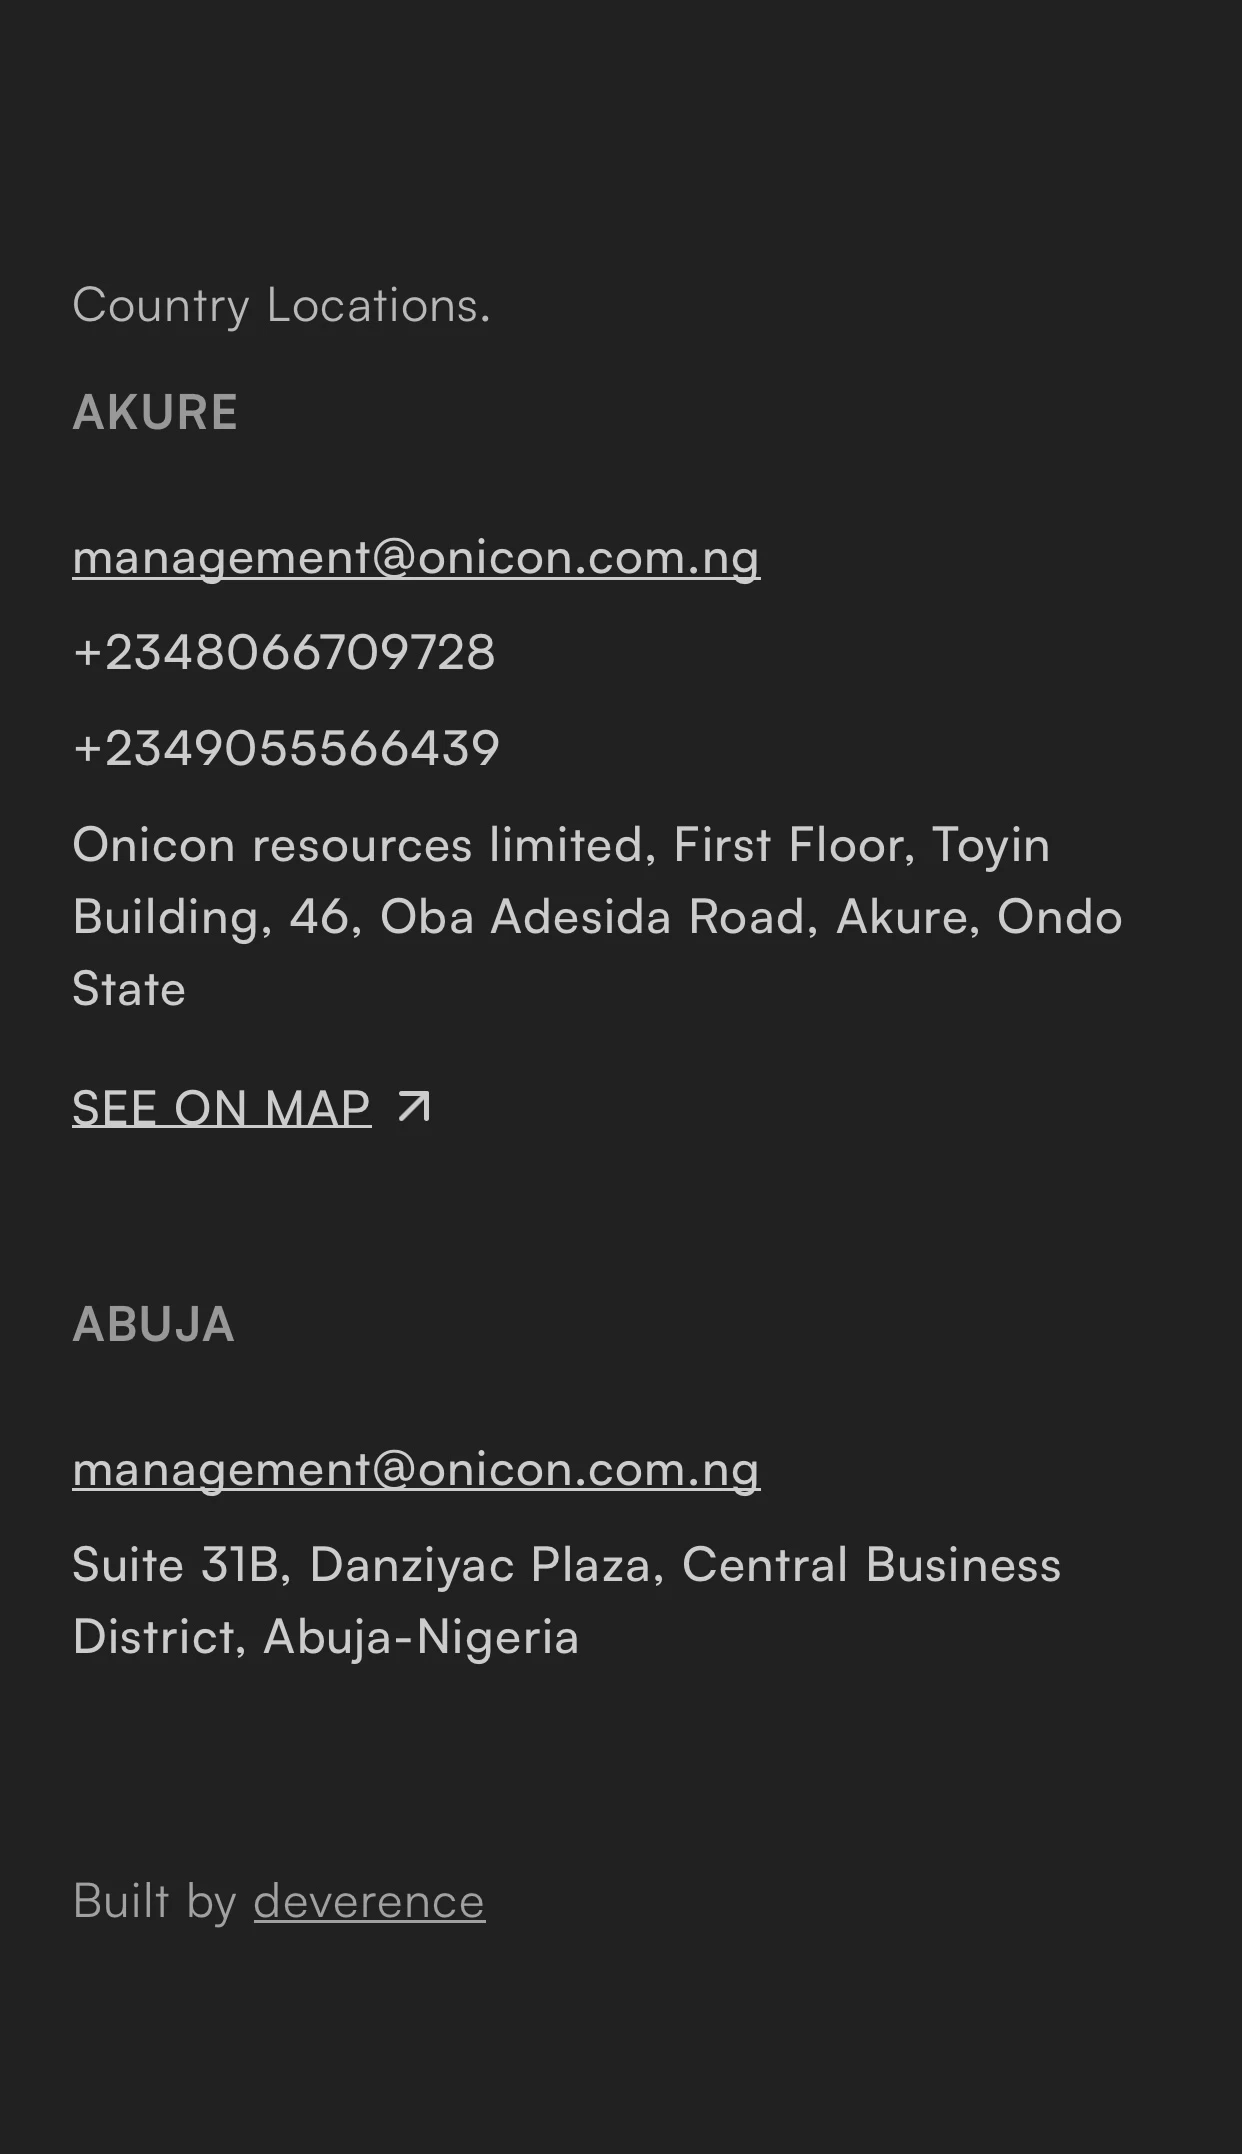 Country Locations.
AKURE
management@onicon.com.ng
+2348066709728
+2349055566439
Onicon resources limited, First Floor, Toyin
Building, 46, Oba Adesida Road, Akure, Ondo
State
SEE ON MAP
ABUJA
management@onicon.com.ng
Suite 31B, Danziyac Plaza, Central Business
District, Abuja-Nigeria
Built by deverence